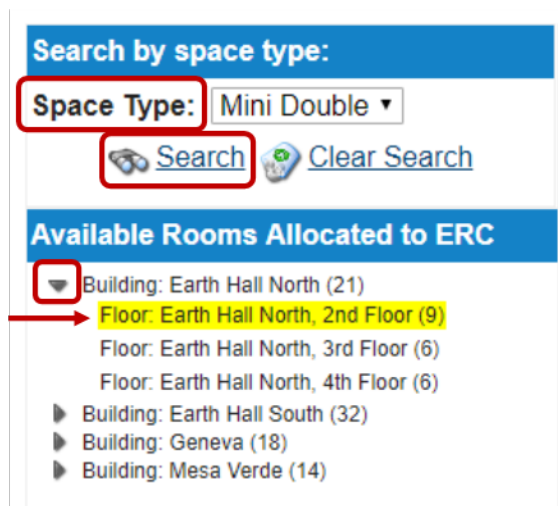 Search by space type:
Space Type: Mini Double
Search Clear Search
Available Rooms Allocated to ERC
Building: Earth Hall North (21)
Floor: Earth Hall North, 2nd Floor (9)
Floor: Earth Hall North, 3rd Floor (6)
Floor: Earth Hall North, 4th Floor (6)
Building: Earth Hall South (32)
Building: Geneva (18)
Building: Mesa Verde (14)